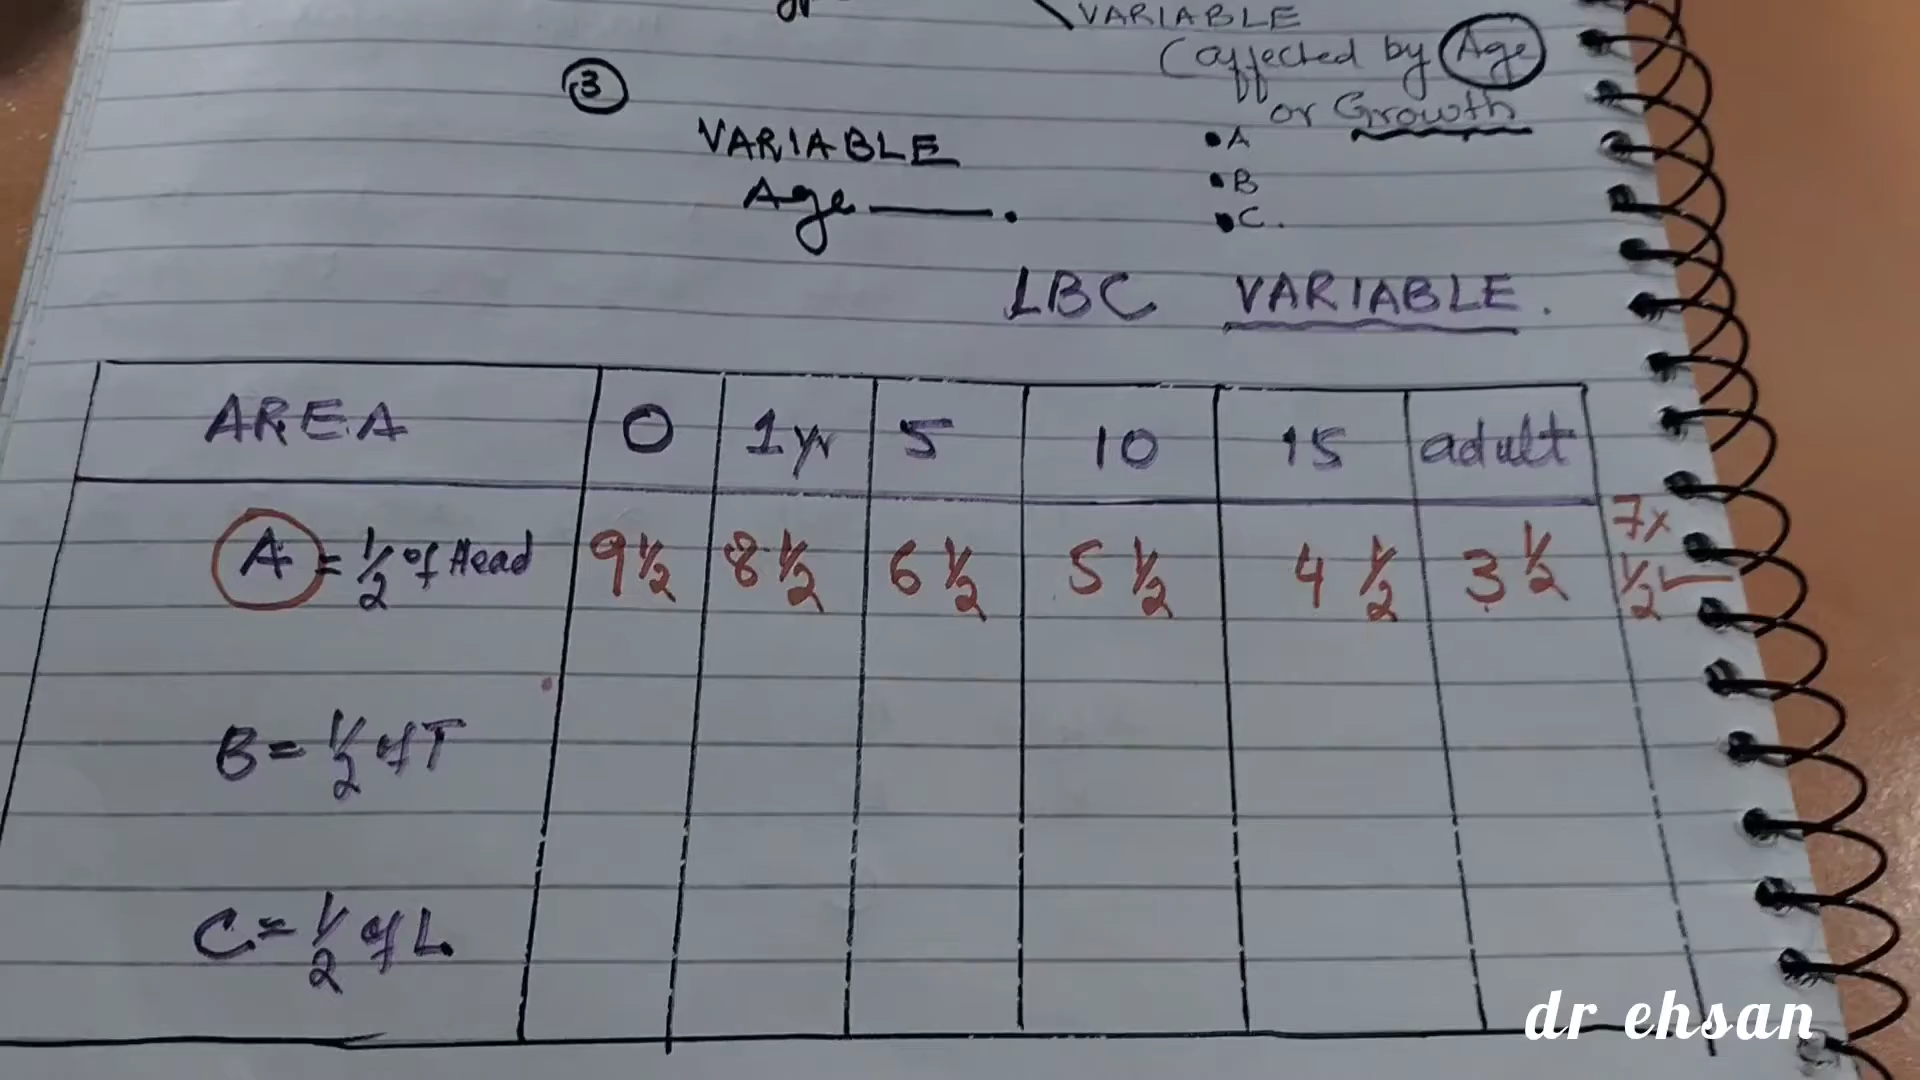 VARIABLE
(affected by Age
or Growth
• A
• B
• C.
3
VARIABLE
Age —.
LBC VARIABLE.
AREA 0 1yr 5 10 15 adult
A = 1/2 of Head 9 1/2 8 1/2 6 1/2 5 1/2 4 1/2 3 1/2 7x
1/2
B = 1/2 of T
C = 1/2 of L
dr ehsan